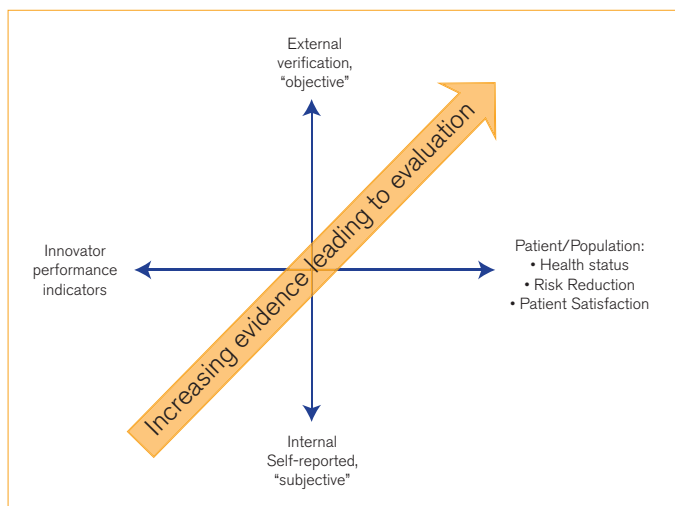 External
verification,
“objective”
Increasing evidence leading to evaluation
Innovator
performance
indicators
Patient/Population:
• Health status
• Risk Reduction
• Patient Satisfaction
Internal
Self-reported,
“subjective”